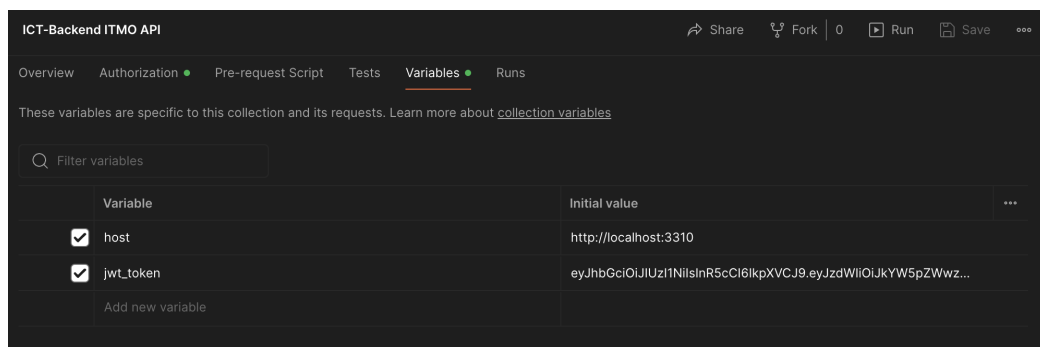 ICT-Backend ITMO API
Share Fork 0 Run Save
Overview Authorization Pre-request Script Tests Variables Runs
These variables are specific to this collection and its requests. Learn more about collection variables
Filter variables
Variable Initial value
host http://localhost:3310
jwt_token eyJhbGciOiJIUzI1NiIsInR5cCI6IkpXVCJ9.eyJzdWIiOiJkYW5pZWwz...
Add new variable